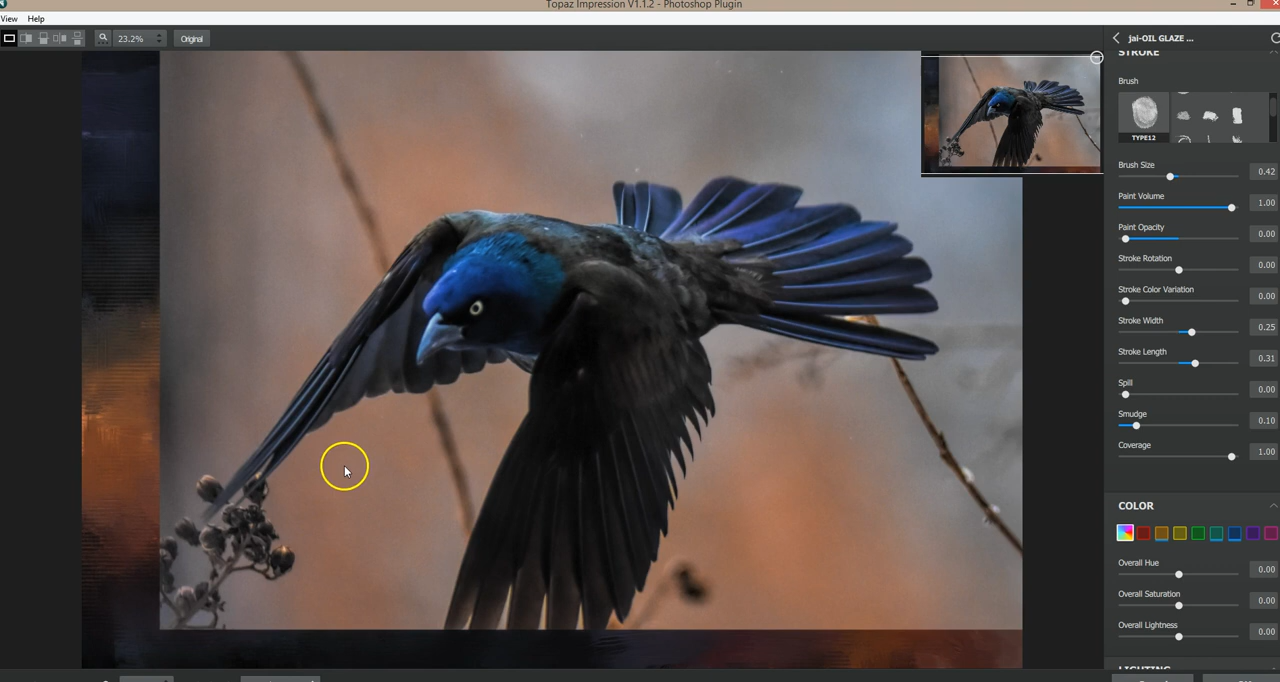 Topaz Impression V1.1.2 - Photoshop Plugin
View Help
23.2% Original
jai-OIL GLAZE ...
STROKE
Brush
TYPE12
Brush Size 0.42
Paint Volume 1.00
Paint Opacity 0.00
Stroke Rotation 0.00
Stroke Color Variation 0.00
Stroke Width 0.25
Stroke Length 0.31
Spill 0.00
Smudge 0.10
Coverage 1.00
COLOR
Overall Hue 0.00
Overall Saturation 0.00
Overall Lightness 0.00
LIGHTING